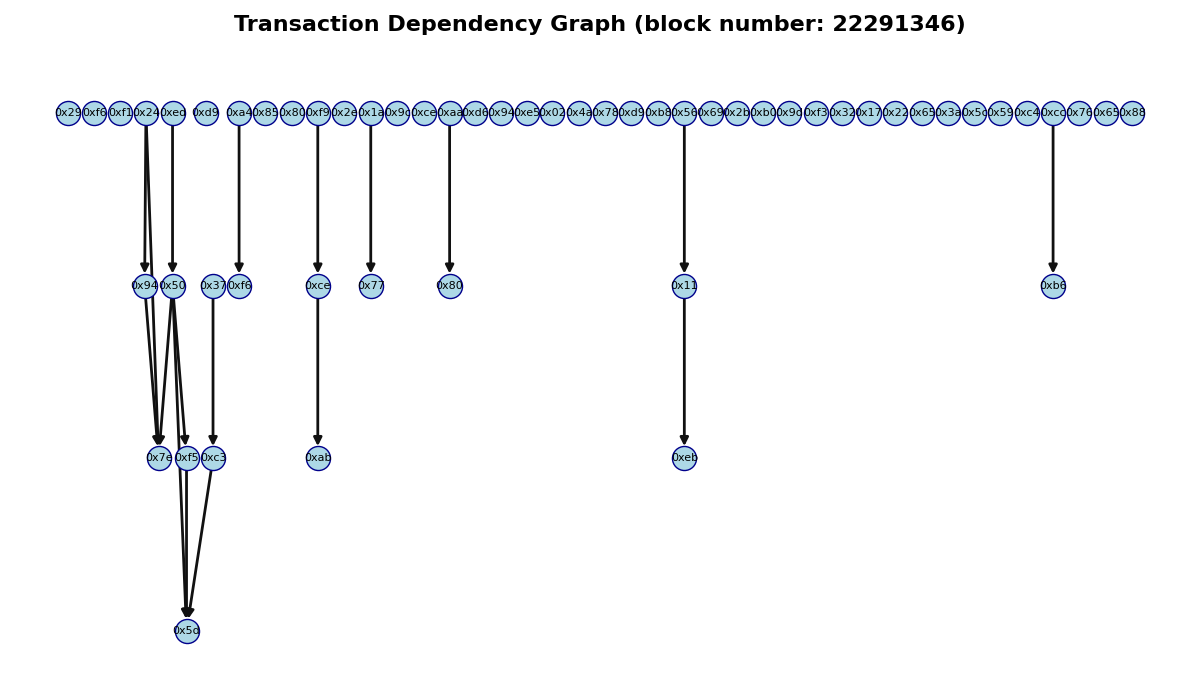 Transaction Dependency Graph (block number: 22291346)
0x29 0xf6 0xf1 0x24 0xed 0xd9 0xa4 0x85 0x80 0xf9 0x2e 0x1a 0x9c 0xce 0xaa 0xd6 0x94 0xe5 0x02 0x4a 0x78 0xd9 0xb8 0x56 0x69 0x2b 0xb0 0x9d 0xf3 0x32 0x17 0x22 0x65 0x3a 0x5c 0x59 0xc4 0xcc 0x76 0x65 0x88
0x94 0x50 0x37 0xf6 0xce 0x77 0x80 0x11 0xb6
0x7e 0xf5 0xc3 0xab 0xeb